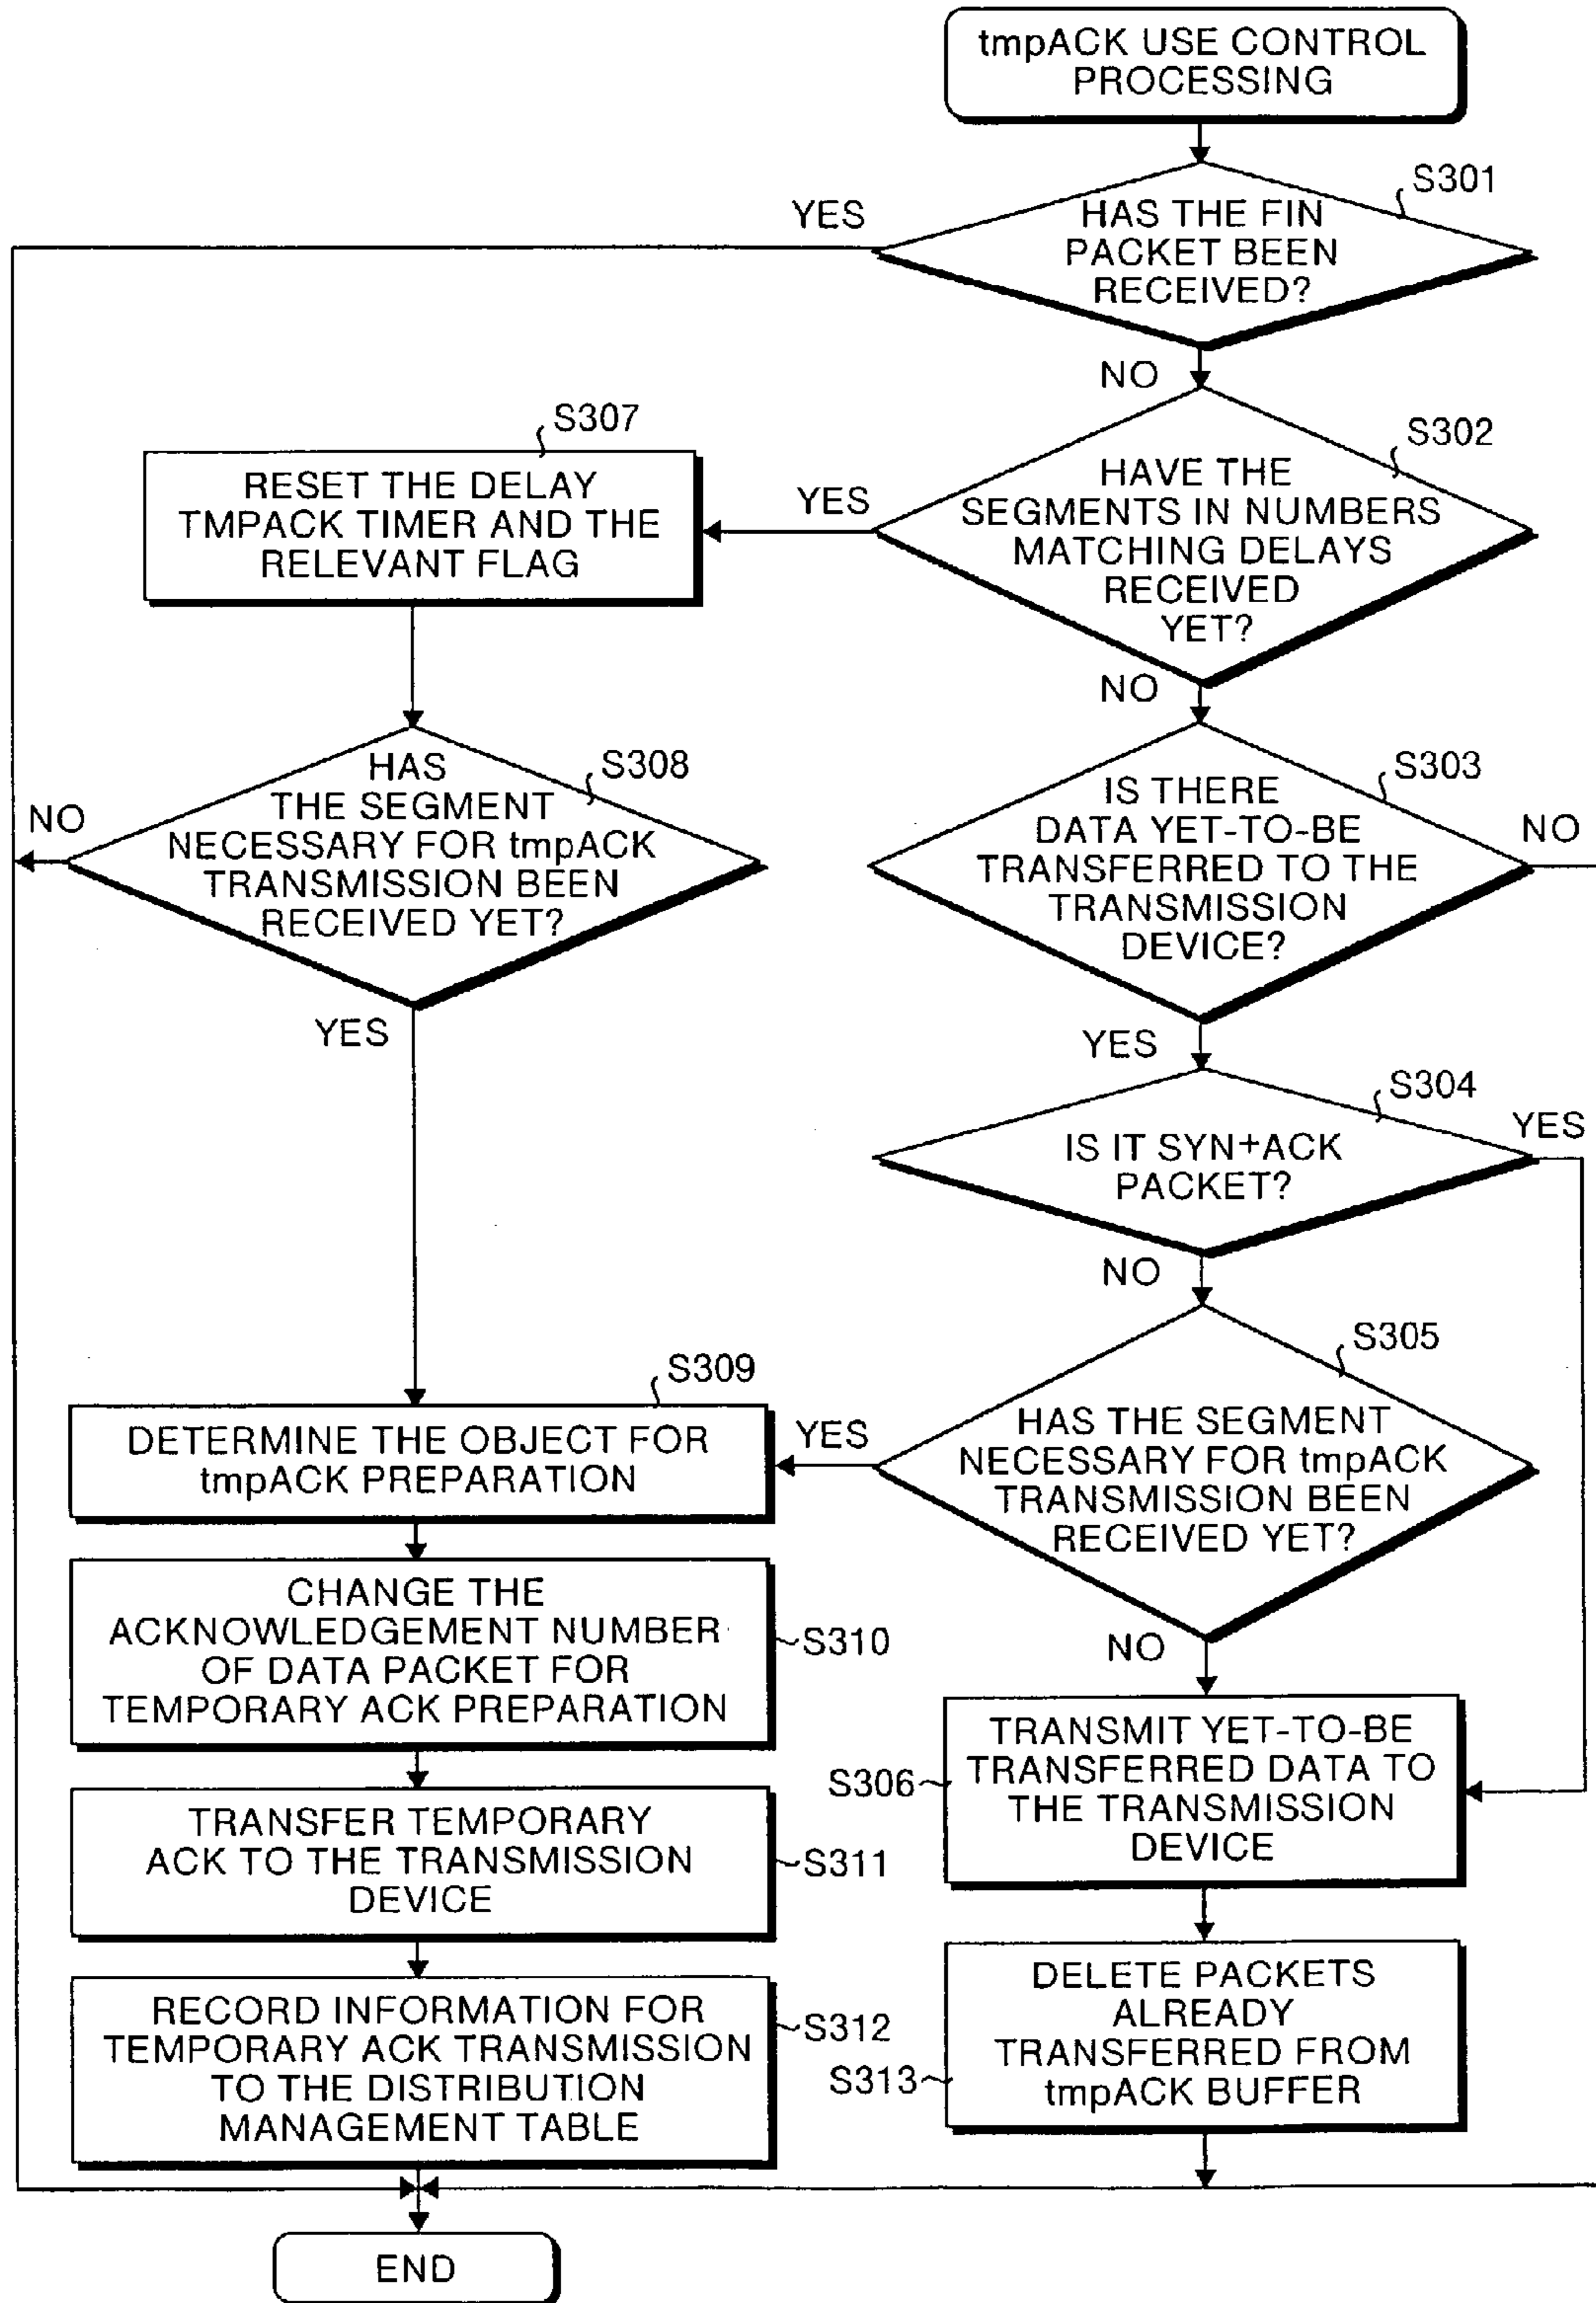 tmpACK USE CONTROL
PROCESSING
S301
YES
HAS THE FIN
PACKET BEEN
RECEIVED?
NO
S302
HAVE THE
SEGMENTS IN NUMBERS
MATCHING DELAYS
RECEIVED
YET?
YES
S307
RESET THE DELAY
TMPACK TIMER AND THE
RELEVANT FLAG
NO
S308
HAS
THE SEGMENT
NECESSARY FOR tmpACK
TRANSMISSION BEEN
RECEIVED YET?
NO
YES
S303
IS THERE
DATA YET-TO-BE
TRANSFERRED TO THE
TRANSMISSION
DEVICE?
NO
YES
S304
IS IT SYN+ACK
PACKET?
YES
NO
S305
HAS THE SEGMENT
NECESSARY FOR tmpACK
TRANSMISSION BEEN
RECEIVED YET?
YES
NO
S309
DETERMINE THE OBJECT FOR
tmpACK PREPARATION
CHANGE THE
ACKNOWLEDGEMENT NUMBER
OF DATA PACKET FOR
TEMPORARY ACK PREPARATION
S310
TRANSFER TEMPORARY
ACK TO THE TRANSMISSION
DEVICE
S311
RECORD INFORMATION FOR
TEMPORARY ACK TRANSMISSION
TO THE DISTRIBUTION
MANAGEMENT TABLE
S312
S306
TRANSMIT YET-TO-BE
TRANSFERRED DATA TO
THE TRANSMISSION
DEVICE
S313
DELETE PACKETS
ALREADY
TRANSFERRED FROM
tmpACK BUFFER
END